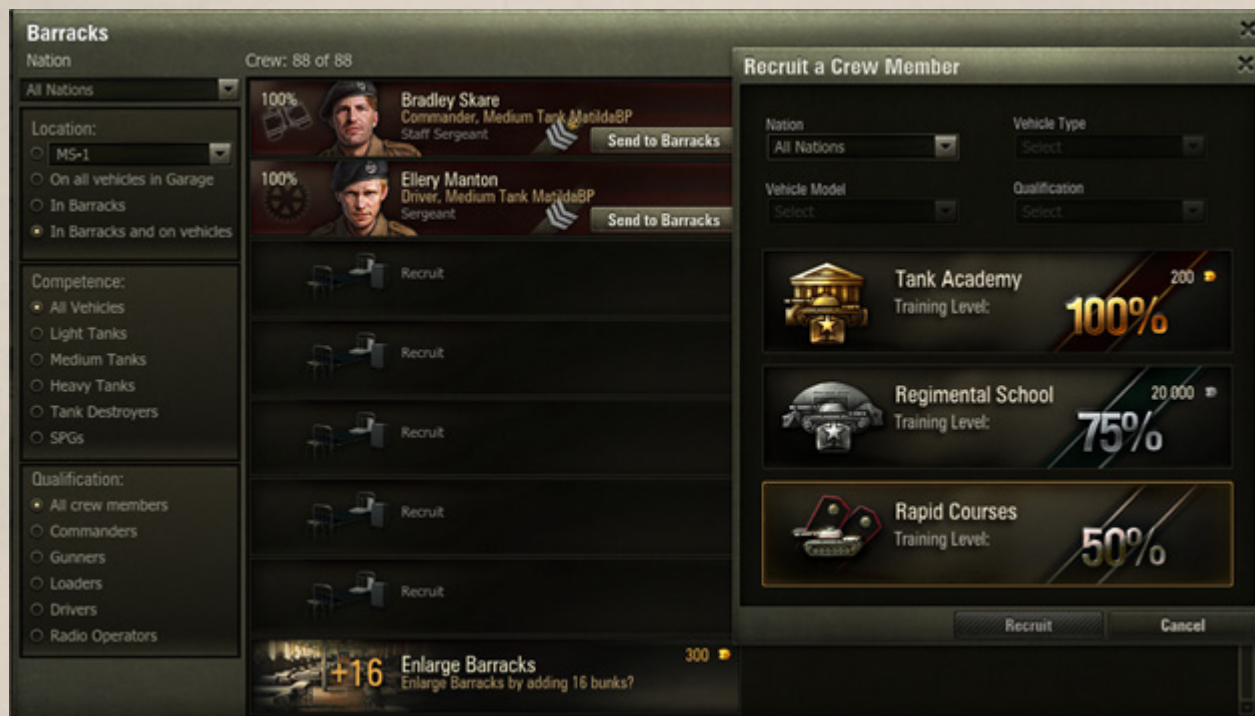 Barracks
Nation
Crew: 88 of 88
All Nations
Location:
MS-1
On all vehicles in Garage
In Barracks
In Barracks and on vehicles
Competence:
All Vehicles
Light Tanks
Medium Tanks
Heavy Tanks
Tank Destroyers
SPGs
Qualification:
All crew members
Commanders
Gunners
Loaders
Drivers
Radio Operators
100%
Bradley Skare
Commander, Medium Tank MatildaBP
Staff Sergeant
Send to Barracks
100%
Ellery Manton
Driver, Medium Tank MatildaBP
Sergeant
Send to Barracks
Recruit
Recruit
Recruit
Recruit
Recruit
+16
Enlarge Barracks
300
Enlarge Barracks by adding 16 bunks?
Recruit a Crew Member
Nation
Vehicle Type
All Nations
Select
Vehicle Model
Qualification
Select
Select
Tank Academy
200
Training Level:
100%
Regimental School
20 000
Training Level:
75%
Rapid Courses
Training Level:
50%
Recruit
Cancel